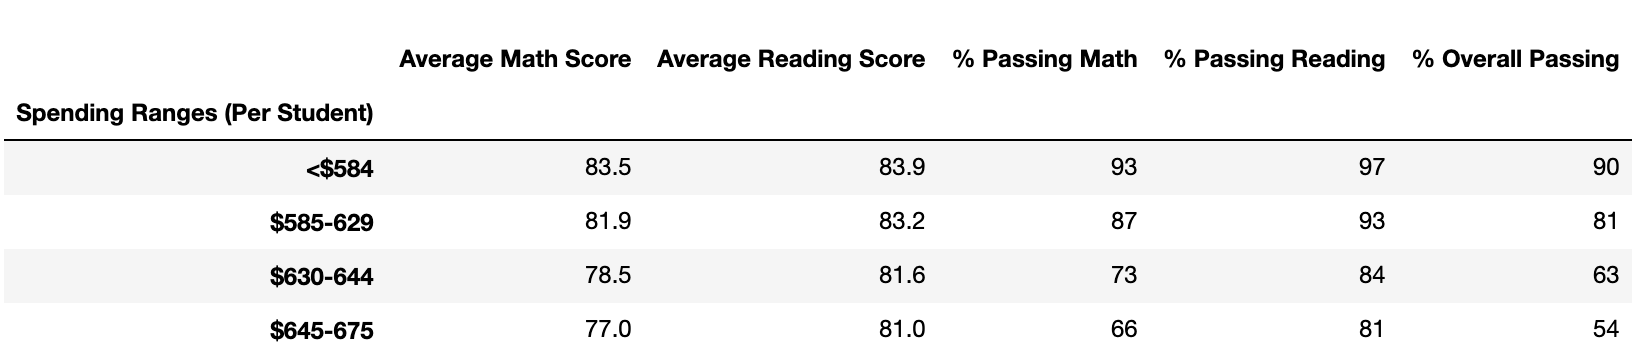 Average Math Score Average Reading Score % Passing Math % Passing Reading % Overall Passing
Spending Ranges (Per Student)
<$584 83.5 83.9 93 97 90
$585-629 81.9 83.2 87 93 81
$630-644 78.5 81.6 73 84 63
$645-675 77.0 81.0 66 81 54